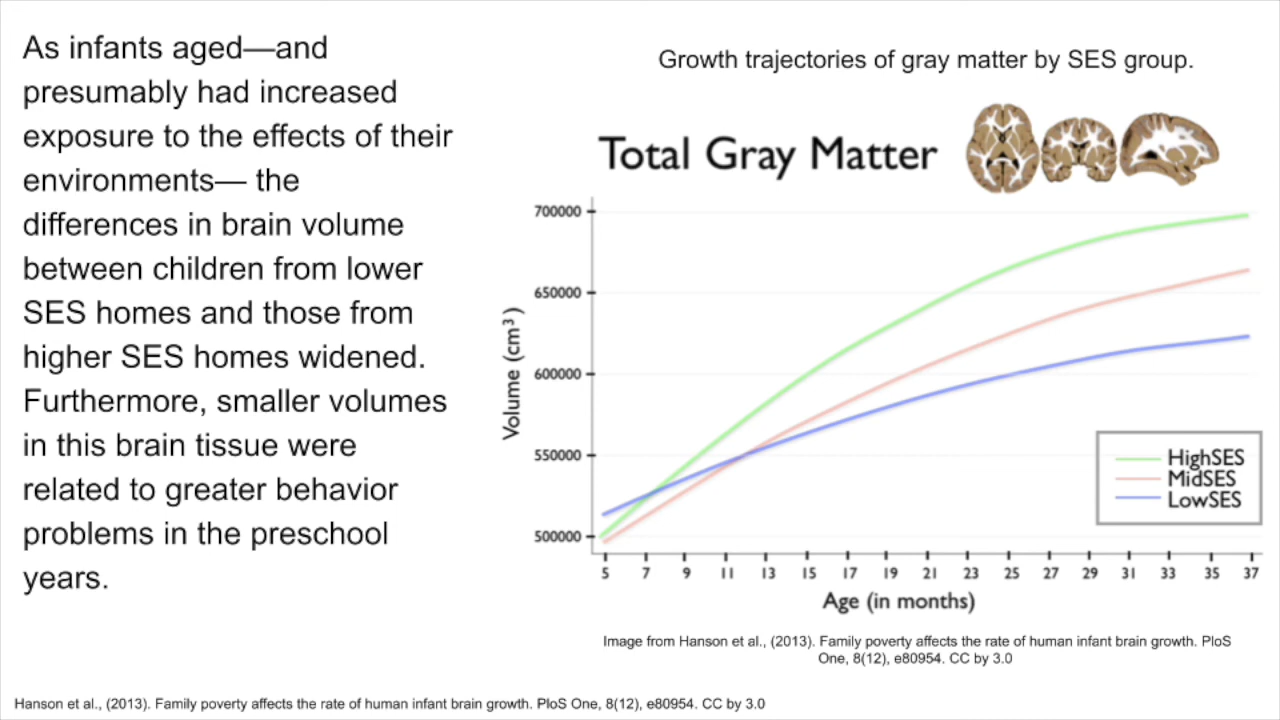 As infants aged—and
presumably had increased
exposure to the effects of their
environments— the
differences in brain volume
between children from lower
SES homes and those from
higher SES homes widened.
Furthermore, smaller volumes
in this brain tissue were
related to greater behavior
problems in the preschool
years.
Growth trajectories of gray matter by SES group.
Total Gray Matter
Volume (cm³)
700000
650000
600000
550000
500000
HighSES
MidSES
LowSES
5 7 9 11 13 15 17 19 21 23 25 27 29 31 33 35 37
Age (in months)
Image from Hanson et al., (2013). Family poverty affects the rate of human infant brain growth. PloS
One, 8(12), e80954. CC by 3.0
Hanson et al., (2013). Family poverty affects the rate of human infant brain growth. PloS One, 8(12), e80954. CC by 3.0